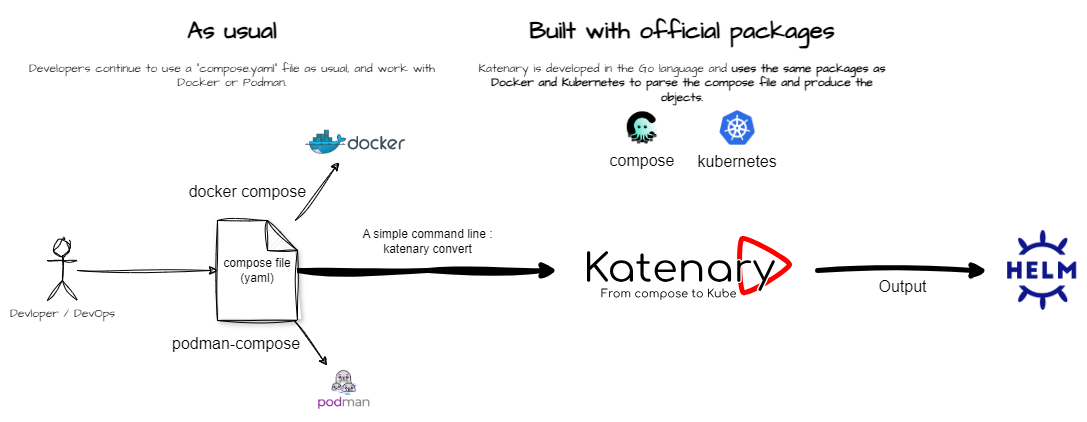 As usual
Developers continue to use a "compose.yaml" file as usual, and work with
Docker or Podman.
Built with official packages
Katenary is developed in the Go language and uses the same packages as
Docker and Kubernetes to parse the compose file and produce the
objects.
compose
kubernetes
docker
docker compose
compose file
(yaml)
A simple command line :
katenary convert
Katenary
From compose to Kube
Output
HELM
Devloper / DevOps
podman-compose
podman